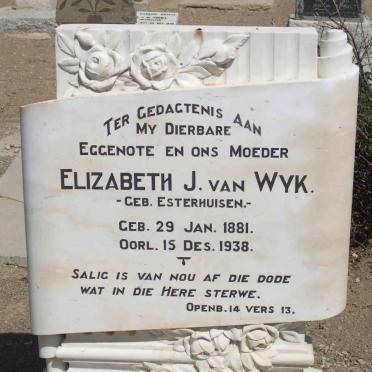 Ter Gedagtenis Aan
My Dierbare
Eggenote en ons Moeder
Elizabeth J. van Wyk.
- Geb. Esterhuisen. -
Geb. 29 Jan. 1881.
Oorl. 15 Des. 1938.
Salig is van nou af die dode
wat in die Here sterwe.
Openb. 14 vers 13.